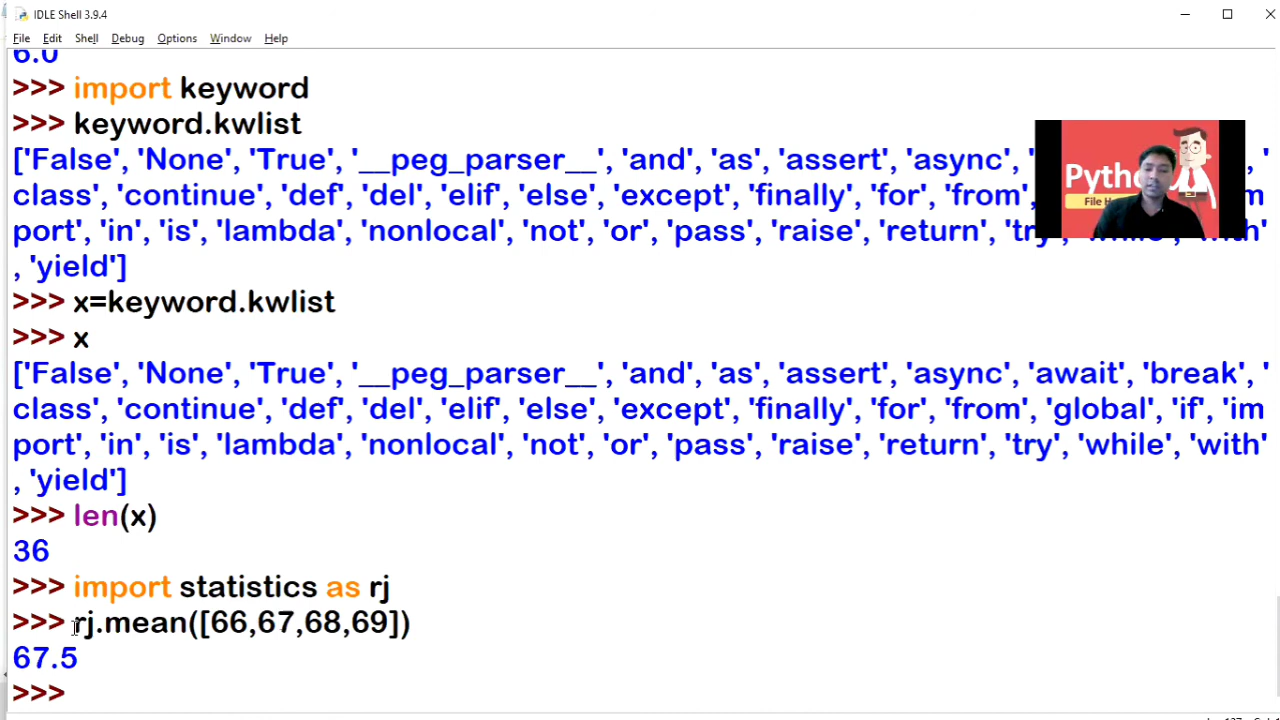 IDLE Shell 3.9.4
File Edit Shell Debug Options Window Help
6.0
>>> import keyword
>>> keyword.kwlist
['False', 'None', 'True', '__peg_parser__', 'and', 'as', 'assert', 'async', '
class', 'continue', 'def', 'del', 'elif', 'else', 'except', 'finally', 'for', 'from',
port', 'in', 'is', 'lambda', 'nonlocal', 'not', 'or', 'pass', 'raise', 'return', 'try', 'while', 'with'
, 'yield']
Pytho
File H
>>> x=keyword.kwlist
>>> x
['False', 'None', 'True', '__peg_parser__', 'and', 'as', 'assert', 'async', 'await', 'break', '
class', 'continue', 'def', 'del', 'elif', 'else', 'except', 'finally', 'for', 'from', 'global', 'if', 'im
port', 'in', 'is', 'lambda', 'nonlocal', 'not', 'or', 'pass', 'raise', 'return', 'try', 'while', 'with'
, 'yield']
>>> len(x)
36
>>> import statistics as rj
>>> rj.mean([66,67,68,69])
67.5
>>>